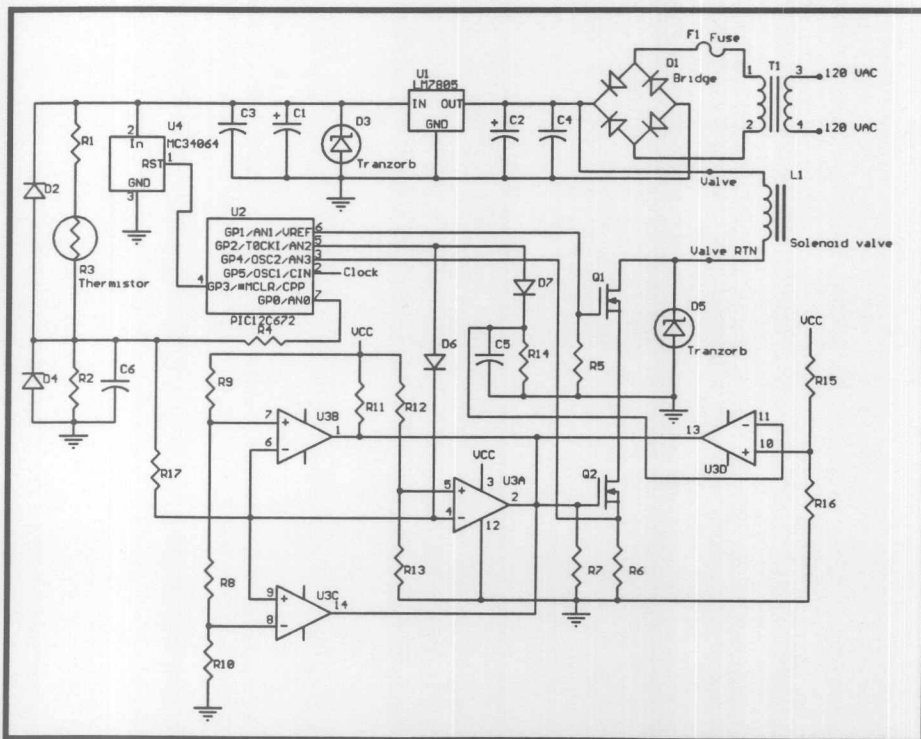 F1 Fuse
D1
Bridge
T1
1
3
120 VAC
2
4
120 VAC
U1
LM7805
IN OUT
GND
C3
+
C1
D3
Tranzorb
+
C2
C4
R1
U4
MC34064
2
In
RST
1
GND
3
D2
R3
Thermistor
U2
GP1/AN1/VREF
6
GP2/T0CKI/AN2
5
GP4/OSC2/AN3
3
GP5/OSC1/CIN
2
Clock
4
GP3/*MCLR/CPP
GP0/AN0
7
PIC12C672
R4
Valve
L1
Solenoid valve
Valve RTN
Q1
D5
Tranzorb
D7
C5
R14
R5
D6
VCC
VCC
R15
D4
R2
C6
R9
R11
R12
7
+
U3B
1
6
-
13
11
-
10
+
U3D
R17
VCC
3
U3A
5
+
2
4
-
12
Q2
R16
R8
R13
R7
R6
9
+
U3C
14
8
-
R10